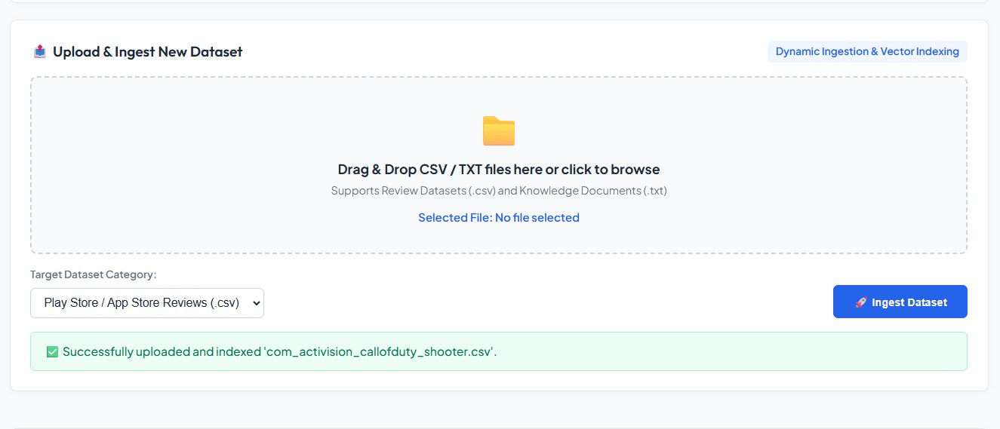 Upload & Ingest New Dataset
Dynamic Ingestion & Vector Indexing
Drag & Drop CSV / TXT files here or click to browse
Supports Review Datasets (.csv) and Knowledge Documents (.txt)
Selected File: No file selected
Target Dataset Category:
Play Store / App Store Reviews (.csv)
Ingest Dataset
Successfully uploaded and indexed 'com_activision_callofduty_shooter.csv'.